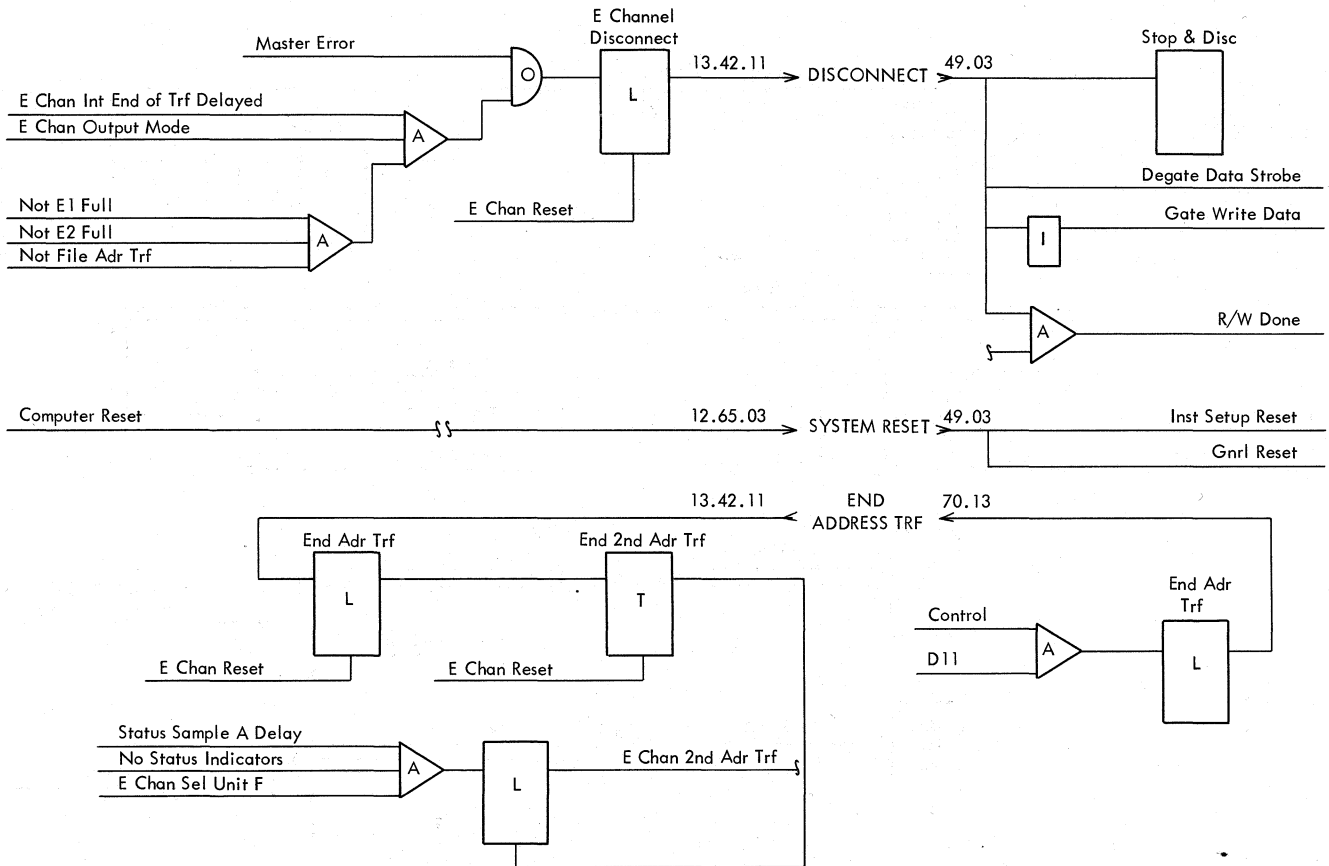 E Channel
Disconnect
Master Error
O
L
13.42.11
DISCONNECT
49.03
Stop & Disc
E Chan Int End of Trf Delayed
E Chan Output Mode
A
Degate Data Strobe
Not E1 Full
Not E2 Full
Not File Adr Trf
A
E Chan Reset
Gate Write Data
I
A
R/W Done
Computer Reset
12.65.03
SYSTEM RESET
49.03
Inst Setup Reset
Gnrl Reset
13.42.11
END
ADDRESS TRF
70.13
End Adr Trf
L
End 2nd Adr Trf
T
E Chan Reset
E Chan Reset
Control
D11
A
End Adr
Trf
L
Status Sample A Delay
No Status Indicators
E Chan Sel Unit F
A
L
E Chan 2nd Adr Trf